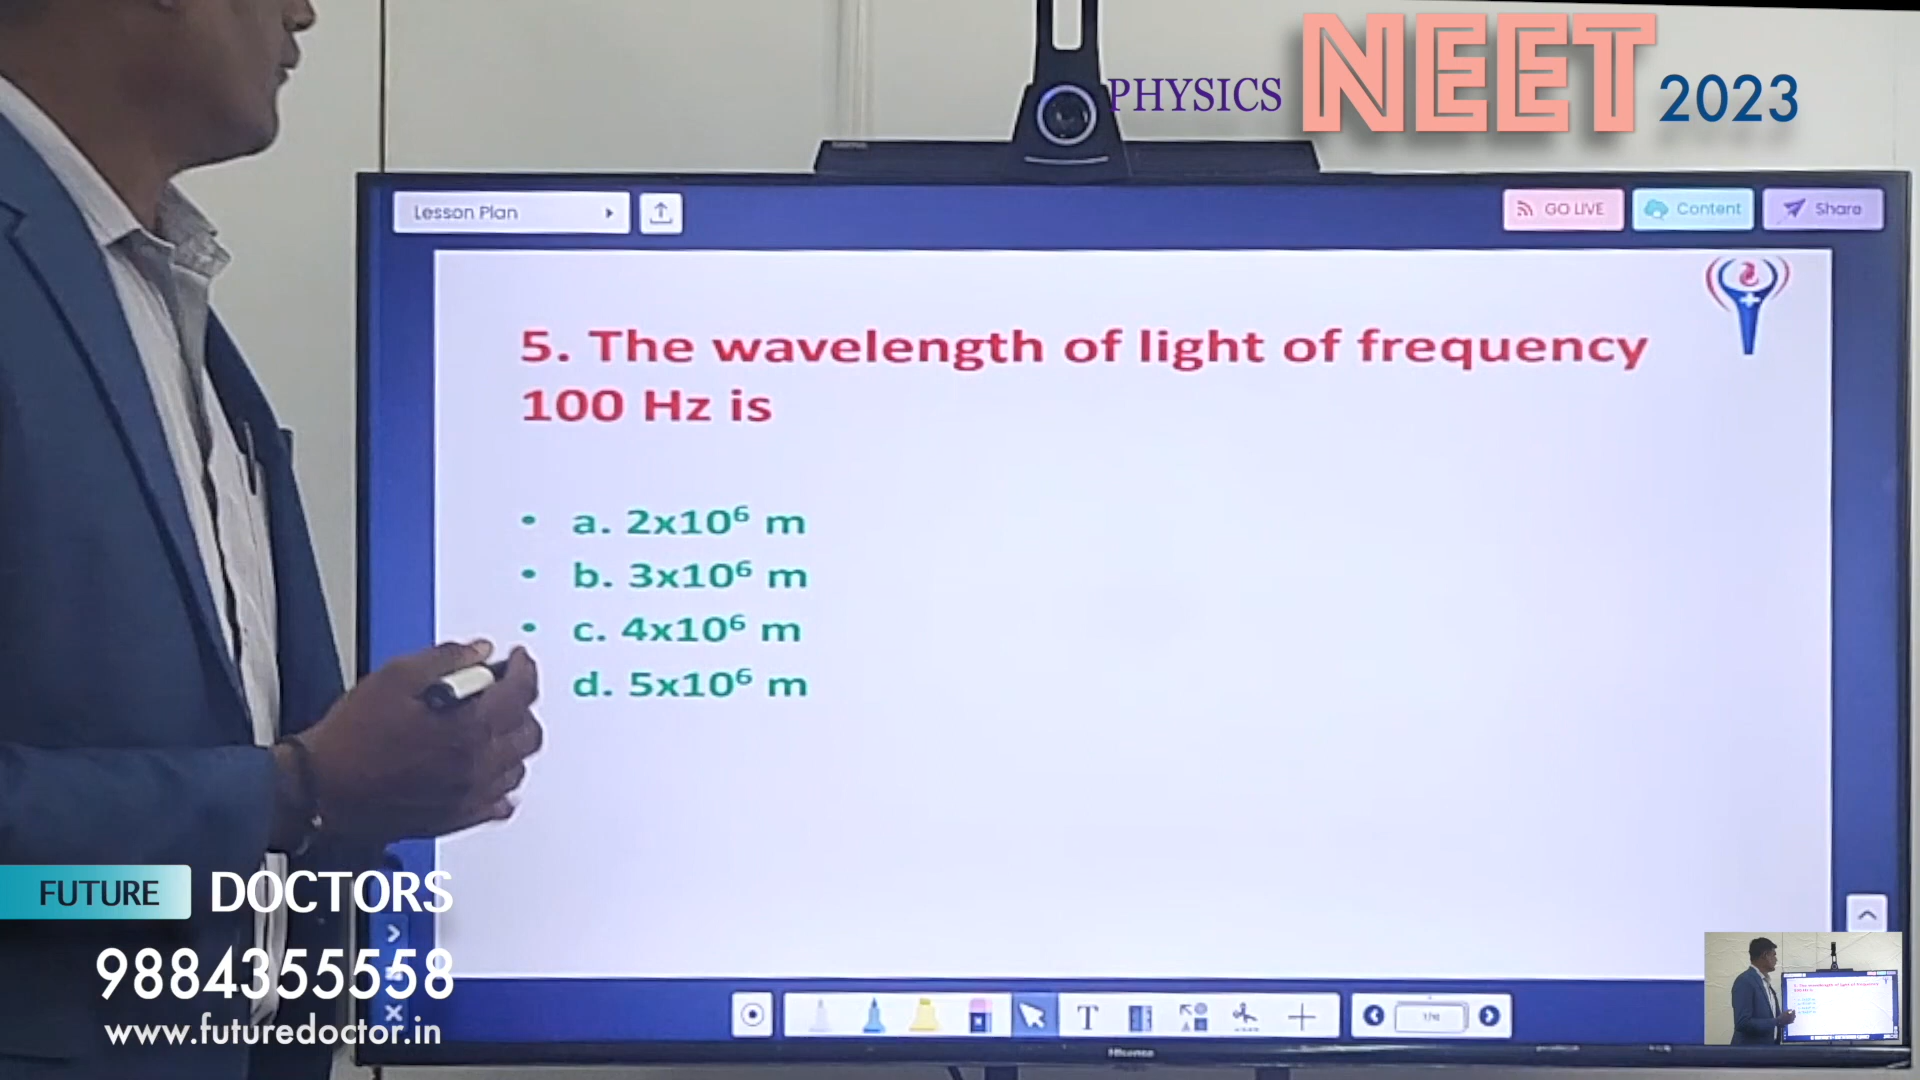 PHYSICS NEET 2023
Lesson Plan
GO LIVE
Content
Share
5. The wavelength of light of frequency
100 Hz is
• a. 2x10⁶ m
• b. 3x10⁶ m
• c. 4x10⁶ m
d. 5x10⁶ m
FUTURE DOCTORS
9884355558
www.futuredoctor.in
T
Hisense